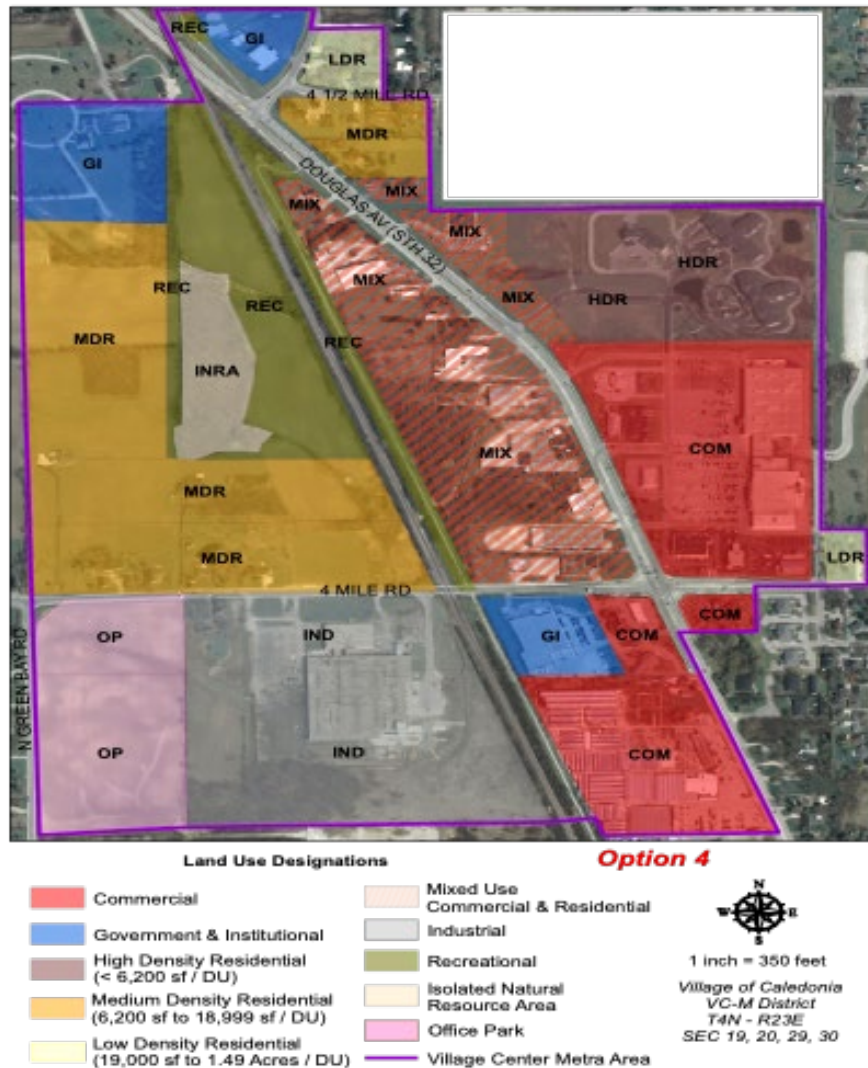 REC
GI
LDR
4 1/2 MILE RD
MDR
GI
MIX
DOUGLAS AV (STH 32)
MIX
MIX
HDR
MIX
MIX
HDR
REC
REC
REC
MDR
INRA
MIX
COM
MDR
MDR
LDR
4 MILE RD
OP
IND
GI
COM
COM
N GREEN BAY RD
OP
IND
COM
Land Use Designations
Option 4
Commercial
Government & Institutional
High Density Residential
(< 6,200 sf / DU)
Medium Density Residential
(6,200 sf to 18,999 sf / DU)
Low Density Residential
(19,000 sf to 1.49 Acres / DU)
Mixed Use
Commercial & Residential
Industrial
Recreational
Isolated Natural
Resource Area
Office Park
Village Center Metra Area
N
W E
S
1 inch = 350 feet
Village of Caledonia
VC-M District
T4N - R23E
SEC 19, 20, 29, 30